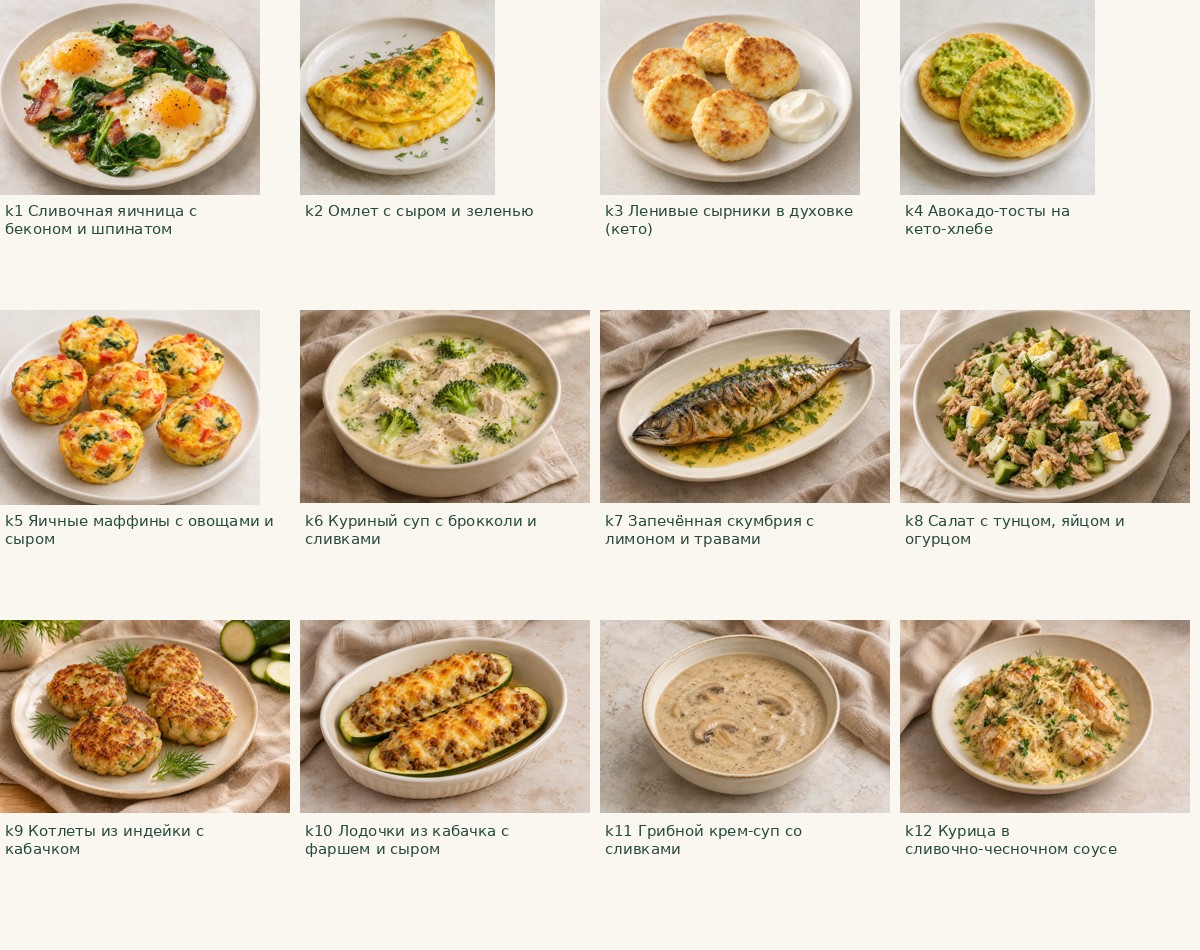 k1 Сливочная яичница с
беконом и шпинатом
k2 Омлет с сыром и зеленью
k3 Ленивые сырники в духовке
(кето)
k4 Авокадо-тосты на
кето-хлебе
k5 Яичные маффины с овощами и
сыром
k6 Куриный суп с брокколи и
сливками
k7 Запечённая скумбрия с
лимоном и травами
k8 Салат с тунцом, яйцом и
огурцом
k9 Котлеты из индейки с
кабачком
k10 Лодочки из кабачка с
фаршем и сыром
k11 Грибной крем-суп со
сливками
k12 Курица в
сливочно-чесночном соусе